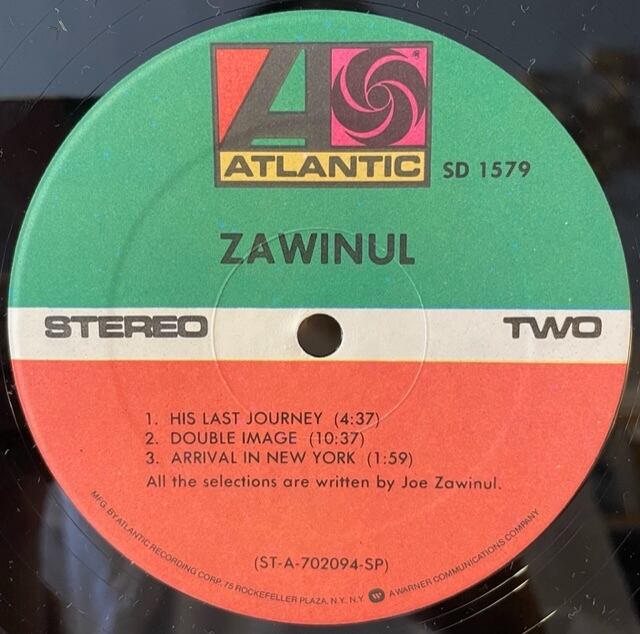 ATLANTIC
SD 1579
ZAWINUL
STEREO
TWO
1. HIS LAST JOURNEY (4:37)
2. DOUBLE IMAGE (10:37)
3. ARRIVAL IN NEW YORK (1:59)
All the selections are written by Joe Zawinul.
(ST-A-702094-SP)
MFG. BY ATLANTIC RECORDING CORP., 75 ROCKEFELLER PLAZA, N.Y., N.Y. A WARNER COMMUNICATIONS COMPANY